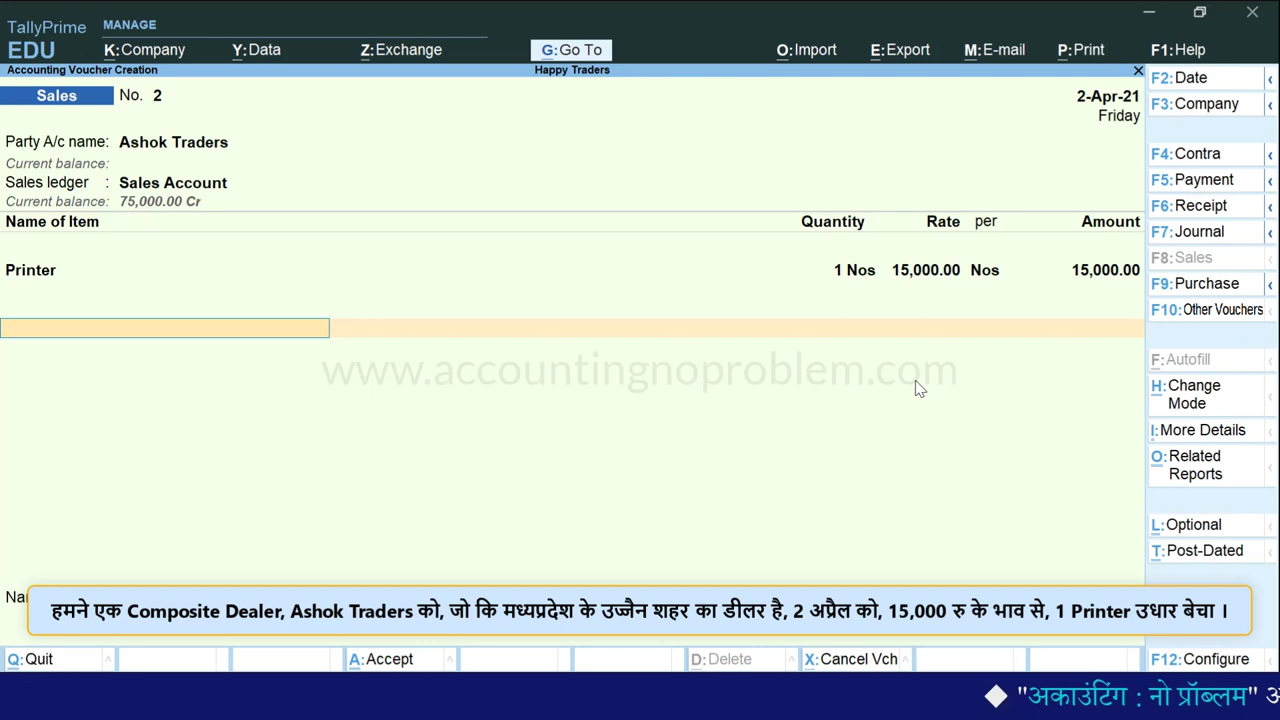 TallyPrime
EDU
MANAGE
K:Company Y:Data Z:Exchange G:Go To O:Import E:Export M:E-mail P:Print F1:Help
Accounting Voucher Creation Happy Traders
Sales No. 2 2-Apr-21
Friday
Party A/c name: Ashok Traders
Current balance:
Sales ledger : Sales Account
Current balance: 75,000.00 Cr
Name of Item Quantity Rate per Amount
Printer 1 Nos 15,000.00 Nos 15,000.00
www.accountingnoproblem.com
हमने एक Composite Dealer, Ashok Traders को, जो कि मध्यप्रदेश के उज्जैन शहर का डीलर है, 2 अप्रैल को, 15,000 रु के भाव से, 1 Printer उधार बेचा ।
F2:Date
F3:Company
F4:Contra
F5:Payment
F6:Receipt
F7:Journal
F8:Sales
F9:Purchase
F10:Other Vouchers
F:Autofill
H:Change
Mode
I:More Details
O:Related
Reports
L:Optional
T:Post-Dated
Q:Quit A:Accept D:Delete X:Cancel Vch F12:Configure
◆ "अकाउंटिंग : नो प्रॉब्लम"